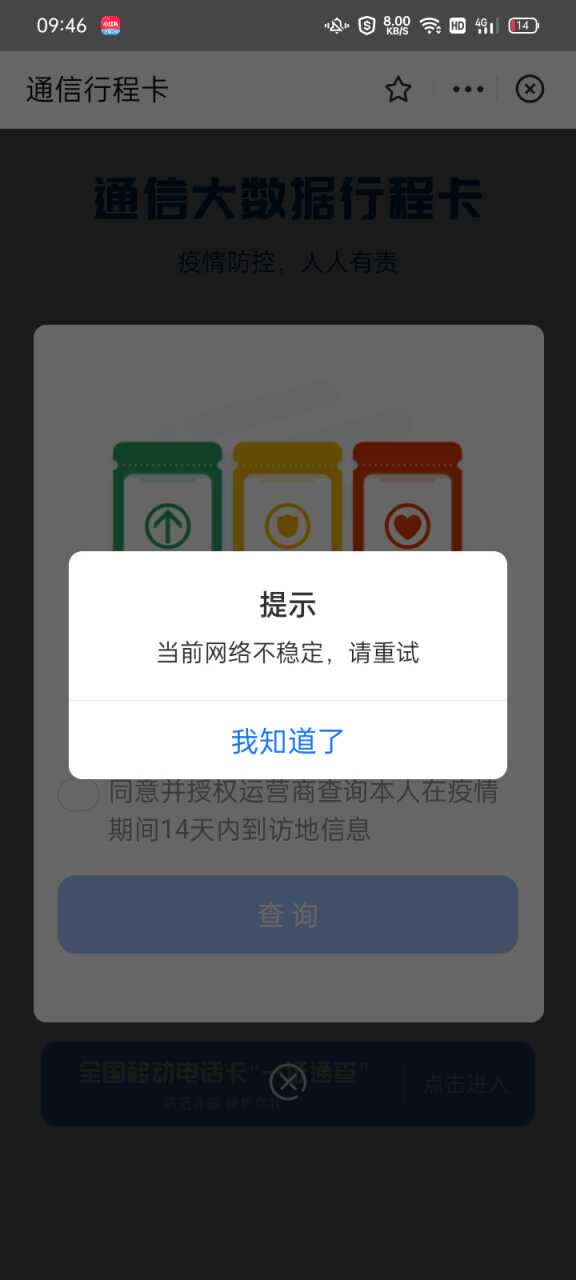 09:46
8.00
KB/S
HD
4G
14
通信行程卡
通信大数据行程卡
疫情防控，人人有责
提示
当前网络不稳定，请重试
我知道了
同意并授权运营商查询本人在疫情
期间14天内到访地信息
查询
全国移动电话卡"一证通查"
点击进入